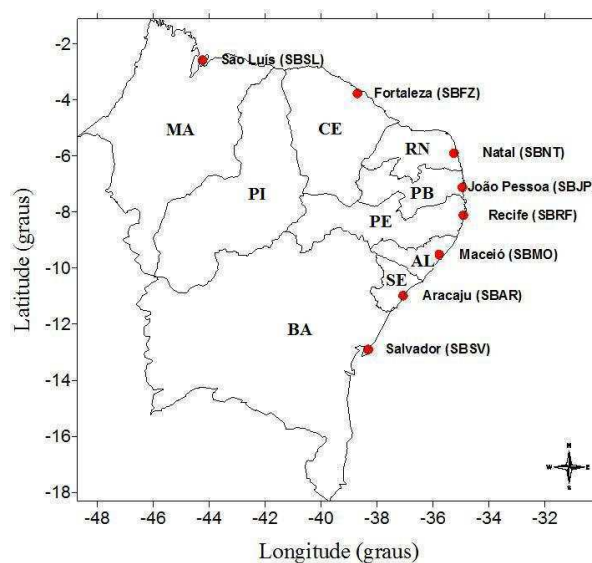 -2
-4
-6
-8
-10
-12
-14
-16
-18
Latitude (graus)
São Luís (SBSL)
Fortaleza (SBFZ)
MA
CE
RN
Natal (SBNT)
PI
PB
João Pessoa (SBJP)
PE
Recife (SBRF)
AL
Maceió (SBMO)
SE
Aracaju (SBAR)
BA
Salvador (SBSV)
N
W
E
S
-48 -46 -44 -42 -40 -38 -36 -34 -32
Longitude (graus)